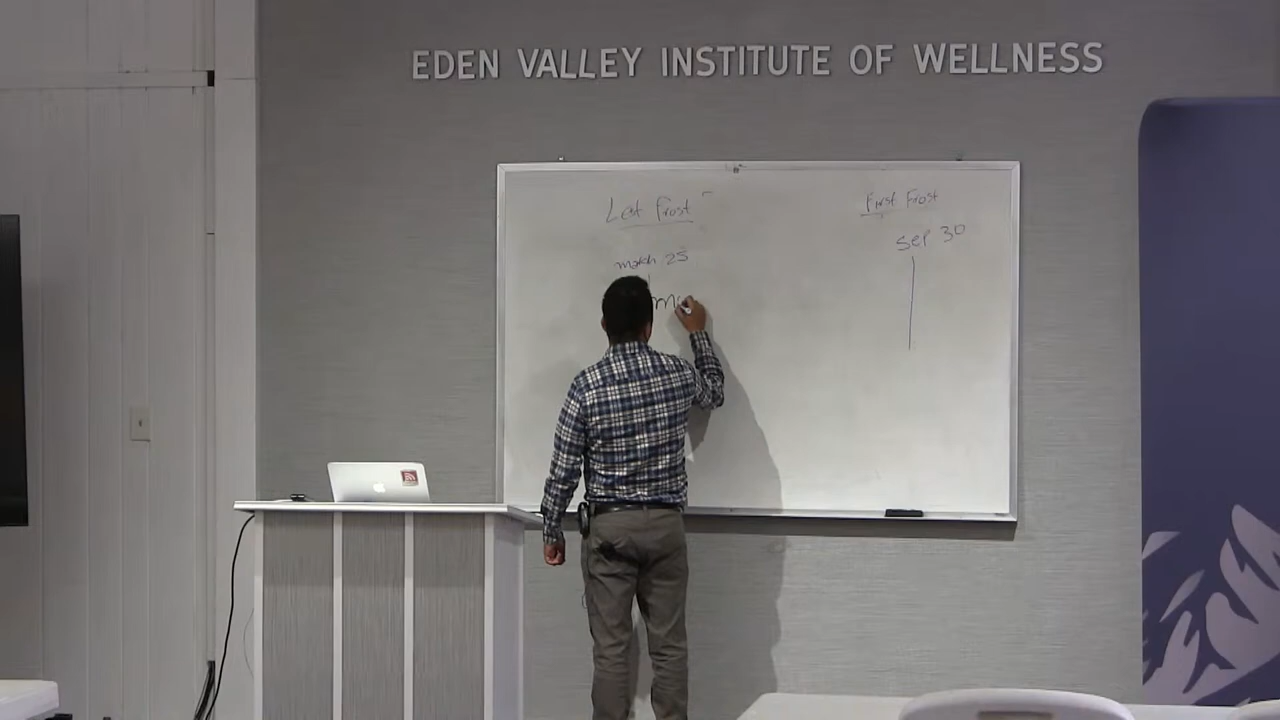 EDEN VALLEY INSTITUTE OF WELLNESS
Last Frost
First Frost
Sep 30
march 25